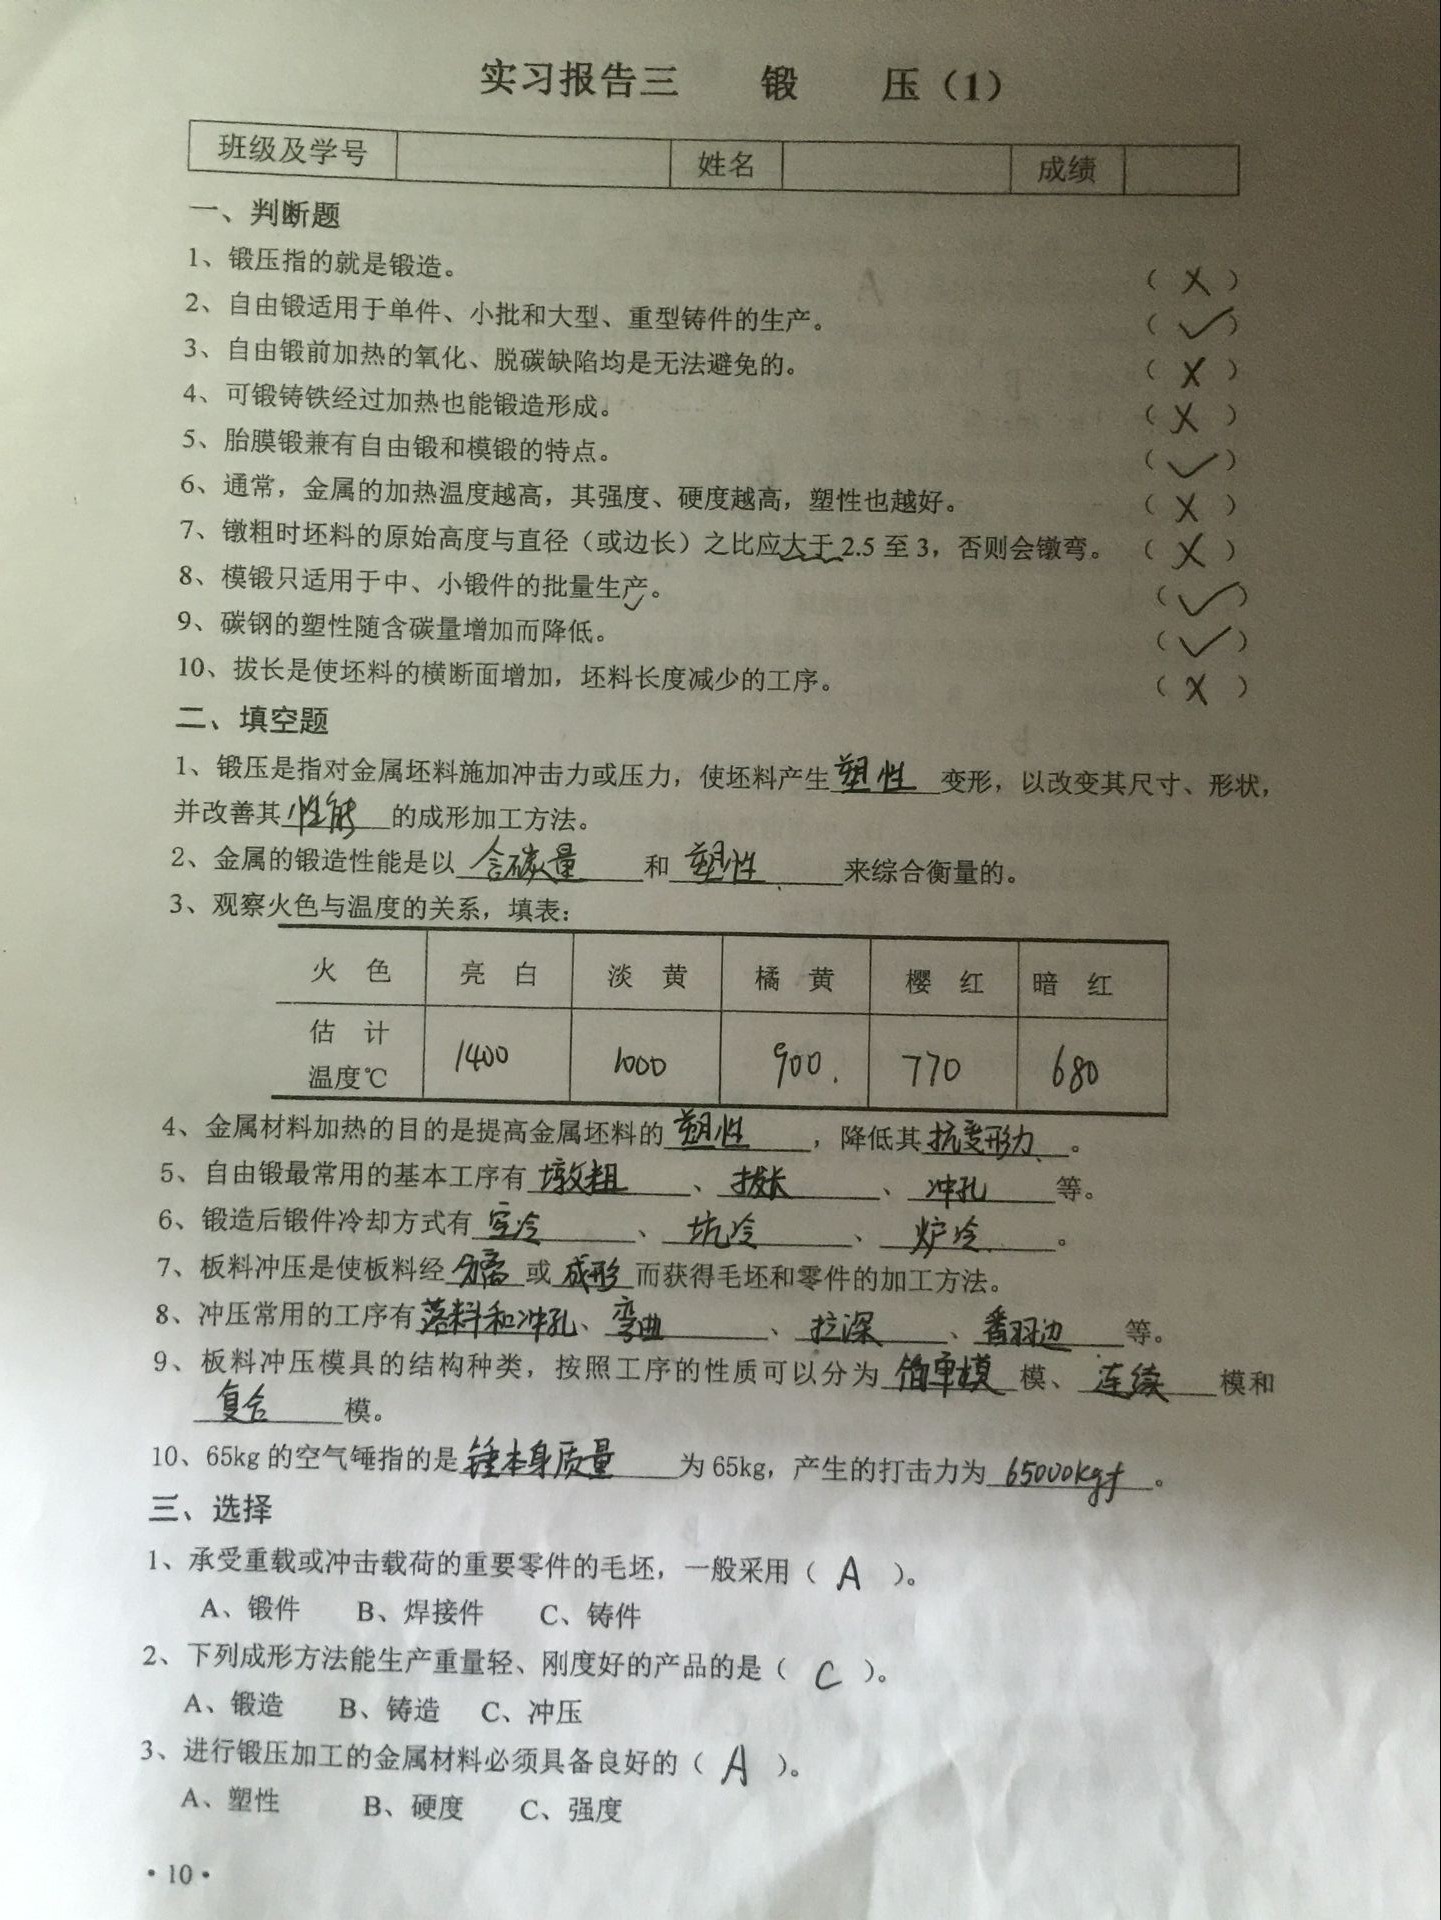 实习报告三 锻 压（1）
班级及学号 姓名 成绩
一、判断题
1、锻压指的就是锻造。 （ × ）
2、自由锻适用于单件、小批和大型、重型铸件的生产。 （ ✓ ）
3、自由锻前加热的氧化、脱碳缺陷均是无法避免的。 （ × ）
4、可锻铸铁经过加热也能锻造形成。 （ × ）
5、胎膜锻兼有自由锻和模锻的特点。 （ ✓ ）
6、通常，金属的加热温度越高，其强度、硬度越高，塑性也越好。 （ × ）
7、镦粗时坯料的原始高度与直径（或边长）之比应大于 2.5 至 3，否则会镦弯。 （ × ）
8、模锻只适用于中、小锻件的批量生产。 （ ✓ ）
9、碳钢的塑性随含碳量增加而降低。 （ ✓ ）
10、拔长是使坯料的横断面增加，坯料长度减少的工序。 （ × ）
二、填空题
1、锻压是指对金属坯料施加冲击力或压力，使坯料产生 塑性 变形，以改变其尺寸、形状，
并改善其 性能 的成形加工方法。
2、金属的锻造性能是以 含碳量 和 塑性 来综合衡量的。
3、观察火色与温度的关系，填表：
火 色 亮 白 淡 黄 橘 黄 樱 红 暗 红
估 计
温度℃ 1400 1000 900. 770 680
4、金属材料加热的目的是提高金属坯料的 塑性 ，降低其 抗变形力 。
5、自由锻最常用的基本工序有 墩粗 、 拔长 、 冲孔 等。
6、锻造后锻件冷却方式有 空冷 、 坑冷 、 炉冷 。
7、板料冲压是使板料经 分离 或 成形 而获得毛坯和零件的加工方法。
8、冲压常用的工序有 落料和冲孔 、 弯曲 、 拉深 、 翻边 等。
9、板料冲压模具的结构种类，按照工序的性质可以分为 简单模 模、 连续 模和
复合 模。
10、65kg 的空气锤指的是 锤本身质量 为 65kg，产生的打击力为 65000kgf 。
三、选择
1、承受重载或冲击载荷的重要零件的毛坯，一般采用（ A ）。
A、锻件 B、焊接件 C、铸件
2、下列成形方法能生产重量轻、刚度好的产品的是（ C ）。
A、锻造 B、铸造 C、冲压
3、进行锻压加工的金属材料必须具备良好的（ A ）。
A、塑性 B、硬度 C、强度
·10·